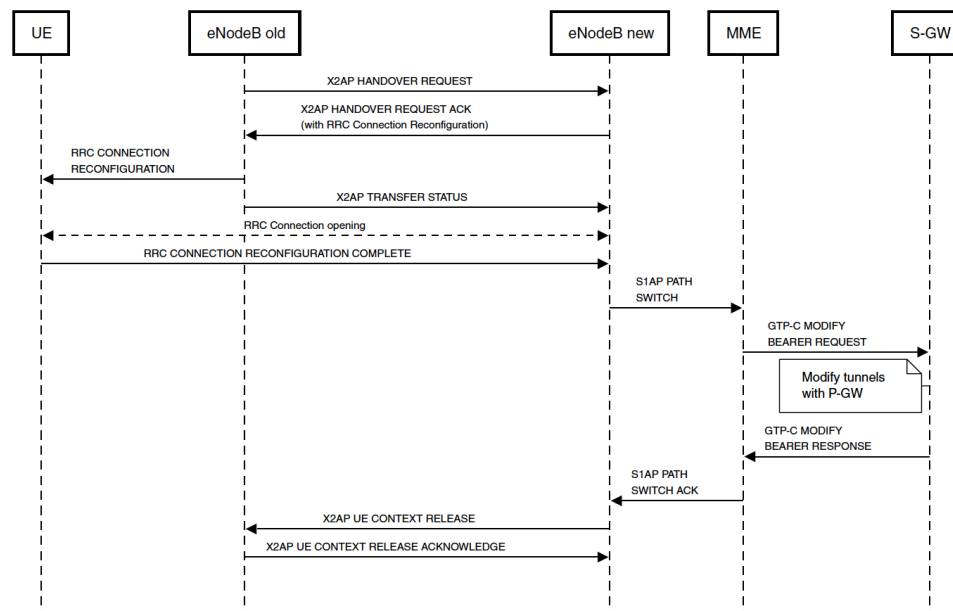 UE
eNodeB old
eNodeB new
MME
S-GW
X2AP HANDOVER REQUEST
X2AP HANDOVER REQUEST ACK
(with RRC Connection Reconfiguration)
RRC CONNECTION
RECONFIGURATION
X2AP TRANSFER STATUS
RRC Connection opening
RRC CONNECTION RECONFIGURATION COMPLETE
S1AP PATH
SWITCH
GTP-C MODIFY
BEARER REQUEST
Modify tunnels
with P-GW
GTP-C MODIFY
BEARER RESPONSE
S1AP PATH
SWITCH ACK
X2AP UE CONTEXT RELEASE
X2AP UE CONTEXT RELEASE ACKNOWLEDGE